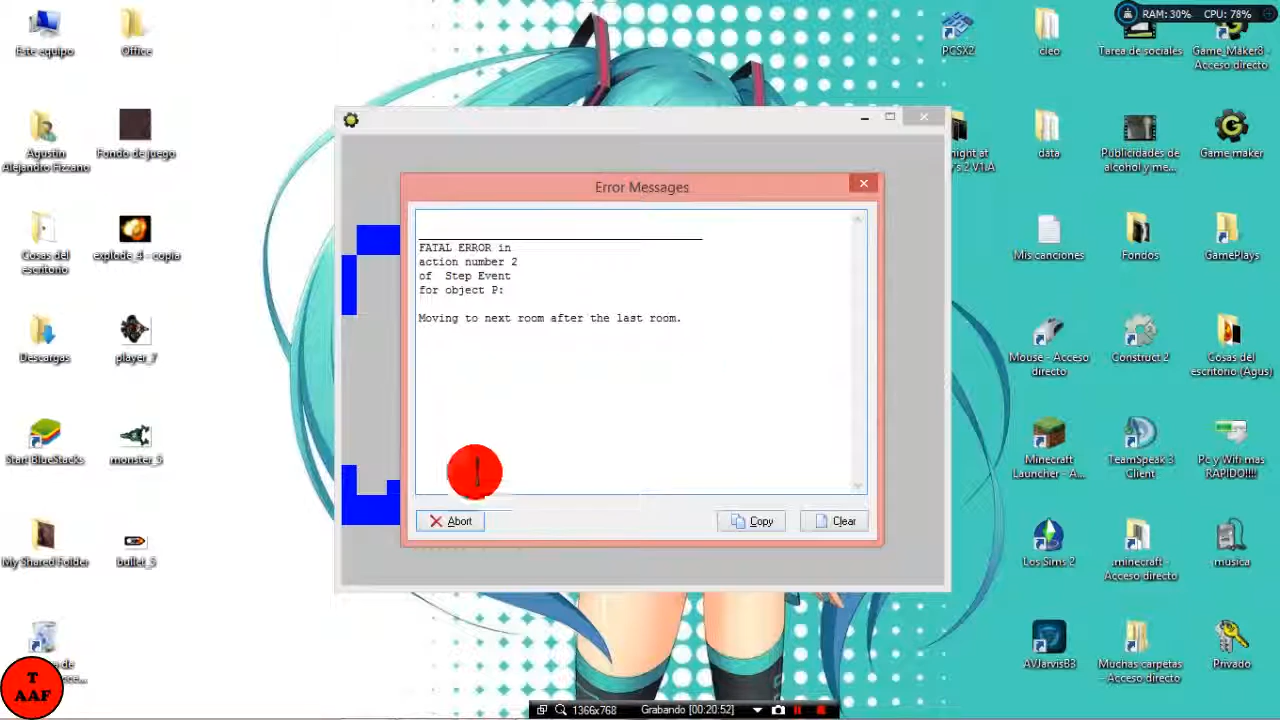 RAM: 30% CPU: 78%
Este equipo
Office
PCSX2
cleo
Tarea de sociales
Game_Maker8 -
Acceso directo
Agustin
Alejandro Fizzano
Fondo de juego
data
Publicidades de
alcohol y me...
Game maker
Cosas del
escritorio
explode_4 - copia
Mis canciones
Fondos
GamePlays
Descargas
player_7
Mouse - Acceso
directo
Construct 2
Cosas del
escritorio (Agus)
Start BlueStacks
monster_5
Minecraft
Launcher - A...
TeamSpeak 3
Client
Pc y Wifi mas
RAPIDO!!!!
My Shared Folder
bullet_5
Los Sims 2
.minecraft -
Acceso directo
musica
AVJarvisB3
Muchas carpetas
- Acceso directo
Privado
Error Messages
FATAL ERROR in
action number 2
of Step Event
for object P:
Moving to next room after the last room.
Abort
Copy
Clear
T
AAF
1366x768
Grabando [00:20:52]